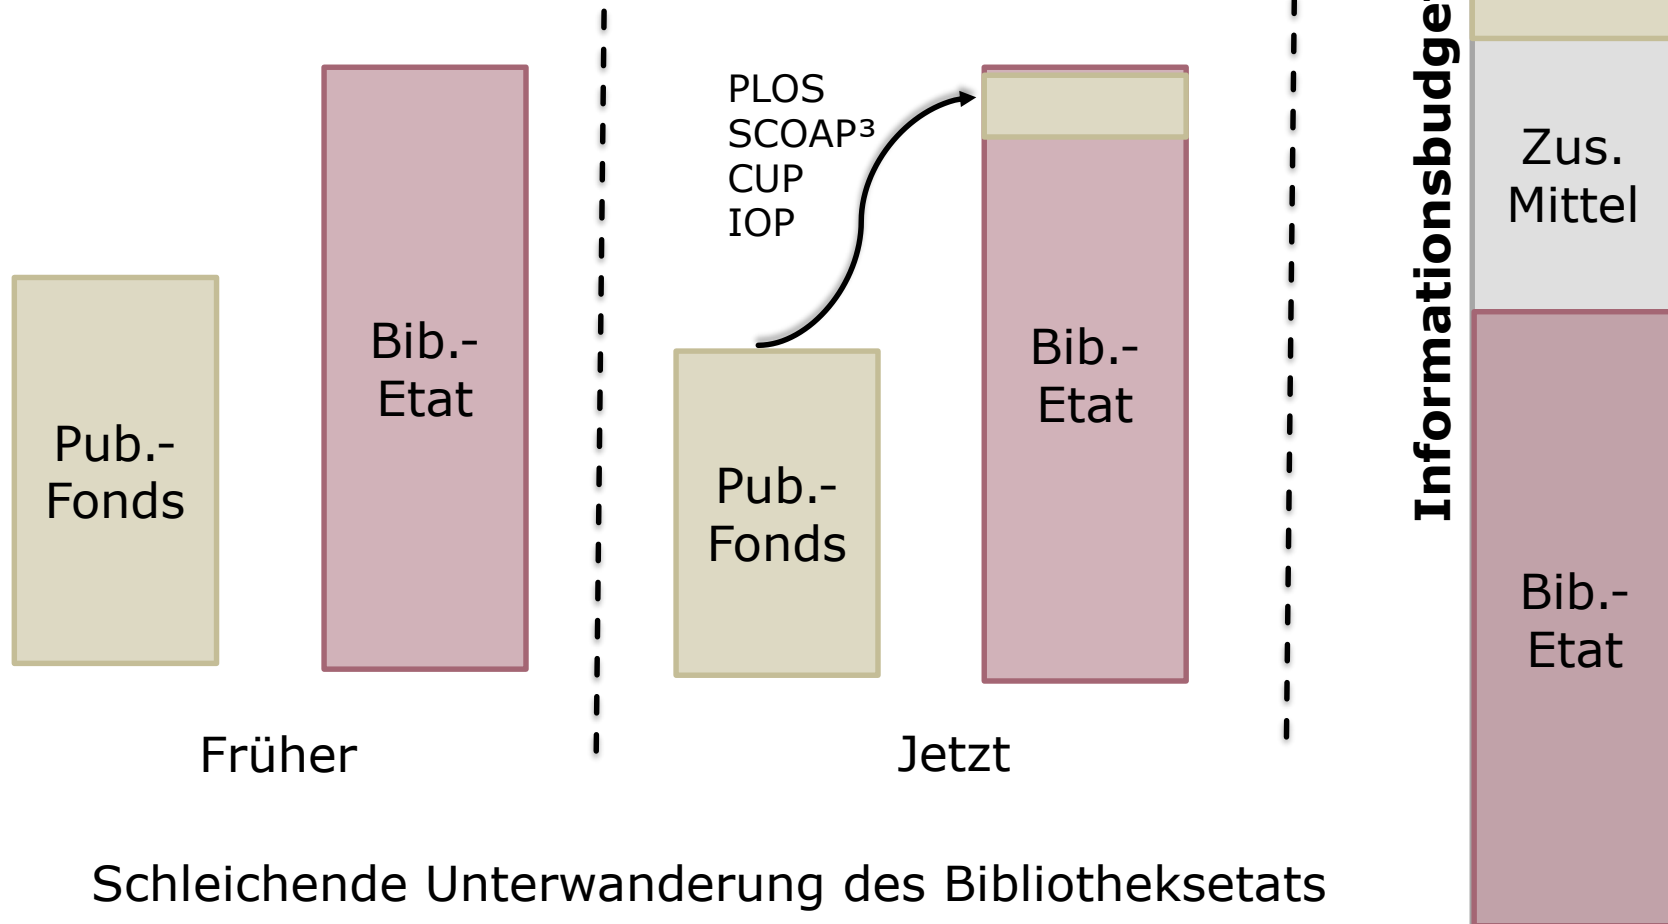 Pub.-
Fonds
Bib.-
Etat
Früher
PLOS
SCOAP³
CUP
IOP
Pub.-
Fonds
Bib.-
Etat
Jetzt
Schleichende Unterwanderung des Bibliotheksetats
Informationsbudge
Zus.
Mittel
Bib.-
Etat